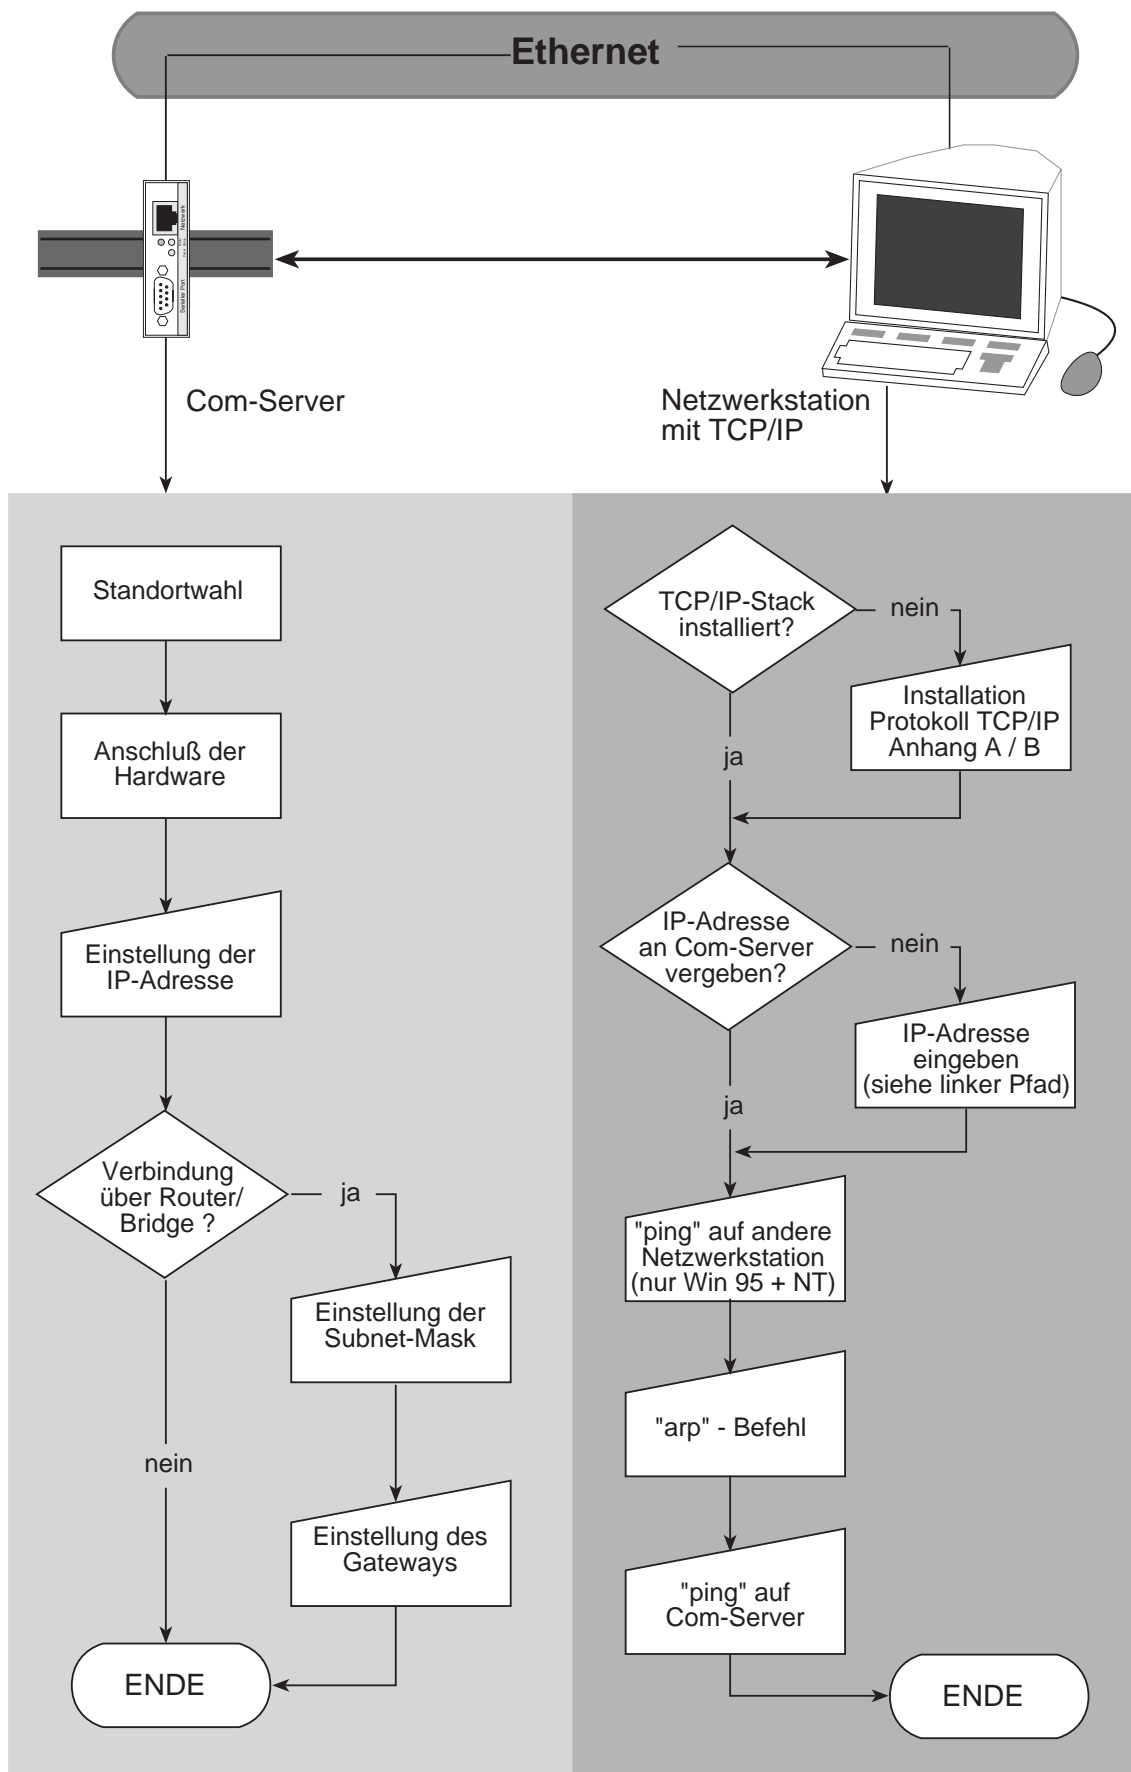 Ethernet
Netzwerk
Serieller Port
Com-Server
Netzwerkstation
mit TCP/IP
Standortwahl
Anschluß der
Hardware
Einstellung der
IP-Adresse
Verbindung
über Router/
Bridge ?
ja
Einstellung der
Subnet-Mask
nein
Einstellung des
Gateways
ENDE
TCP/IP-Stack
installiert?
nein
Installation
Protokoll TCP/IP
Anhang A / B
ja
IP-Adresse
an Com-Server
vergeben?
nein
IP-Adresse
eingeben
(siehe linker Pfad)
ja
"ping" auf andere
Netzwerkstation
(nur Win 95 + NT)
"arp" - Befehl
"ping" auf
Com-Server
ENDE